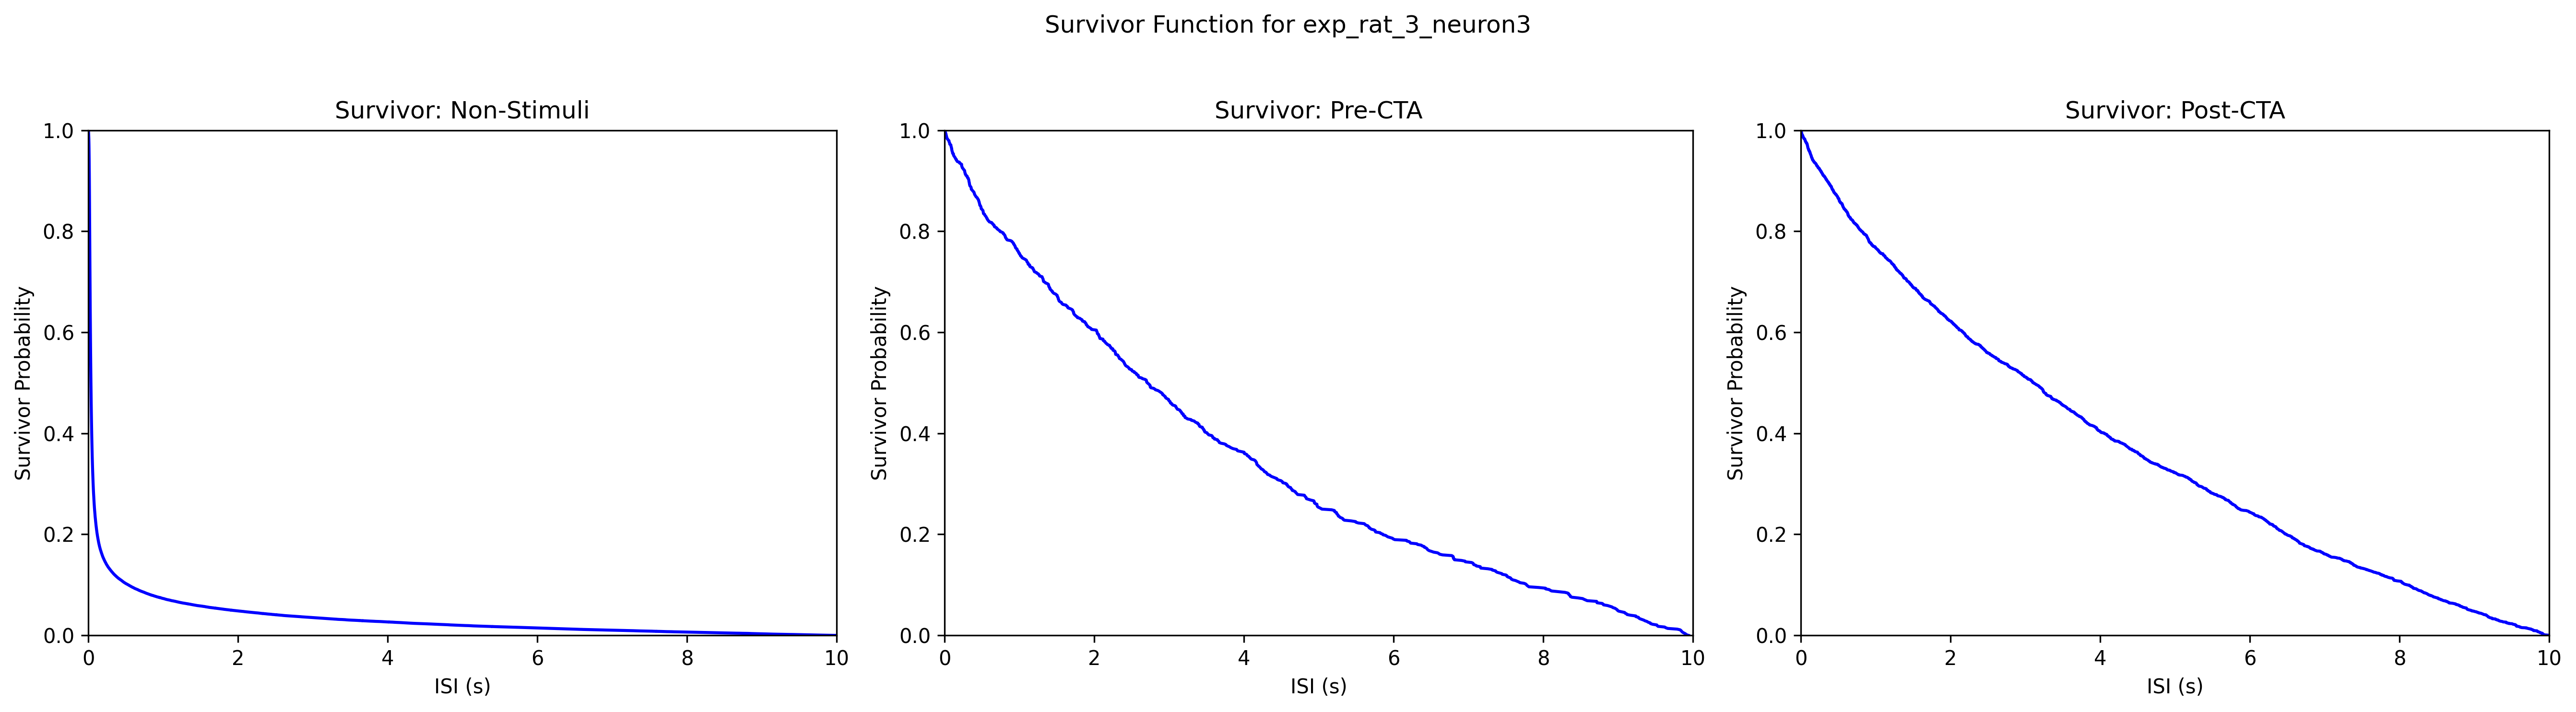 Survivor Function for exp_rat_3_neuron3
Survivor: Non-Stimuli
Survivor Probability
1.0
0.8
0.6
0.4
0.2
0.0
0 2 4 6 8 10
ISI (s)
Survivor: Pre-CTA
Survivor Probability
1.0
0.8
0.6
0.4
0.2
0.0
0 2 4 6 8 10
ISI (s)
Survivor: Post-CTA
Survivor Probability
1.0
0.8
0.6
0.4
0.2
0.0
0 2 4 6 8 10
ISI (s)